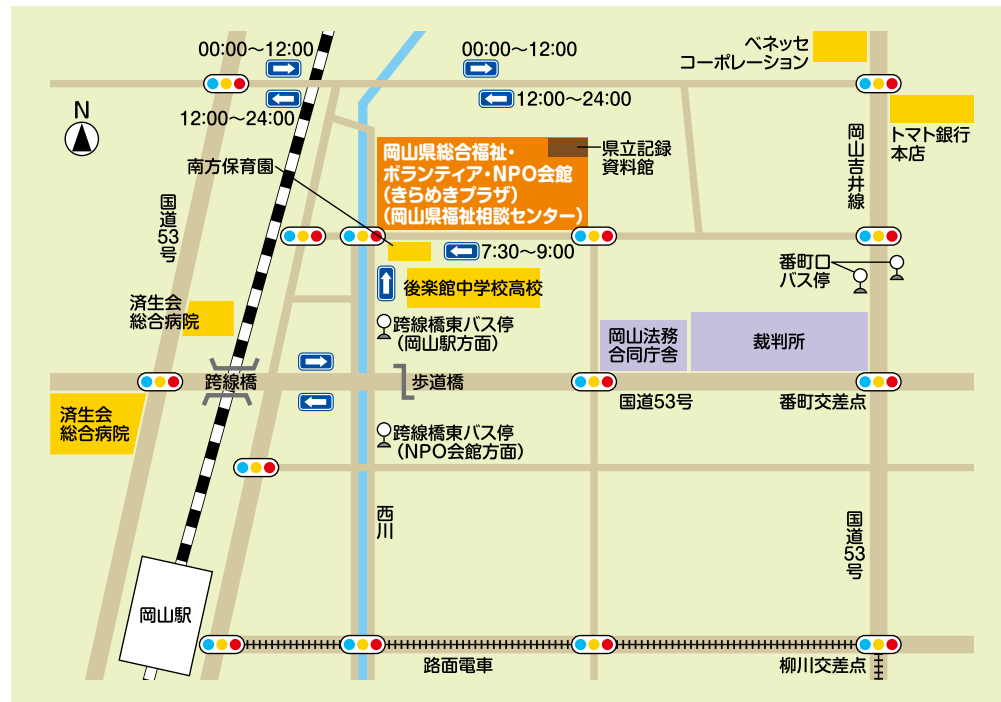 00:00～12:00
00:00～12:00
ベネッセ
コーポレーション
12:00～24:00
12:00～24:00
N
トマト銀行
本店
岡山吉井線
岡山県総合福祉・
ボランティア・NPO会館
（きらめきプラザ）
（岡山県福祉相談センター）
県立記録
資料館
南方保育園
国道53号
7:30～9:00
番町口
バス停
後楽館中学校高校
済生会
総合病院
跨線橋東バス停
（岡山駅方面）
岡山法務
合同庁舎
裁判所
跨線橋
歩道橋
国道53号
番町交差点
済生会
総合病院
跨線橋東バス停
（NPO会館方面）
西川
国道53号
岡山駅
路面電車
柳川交差点